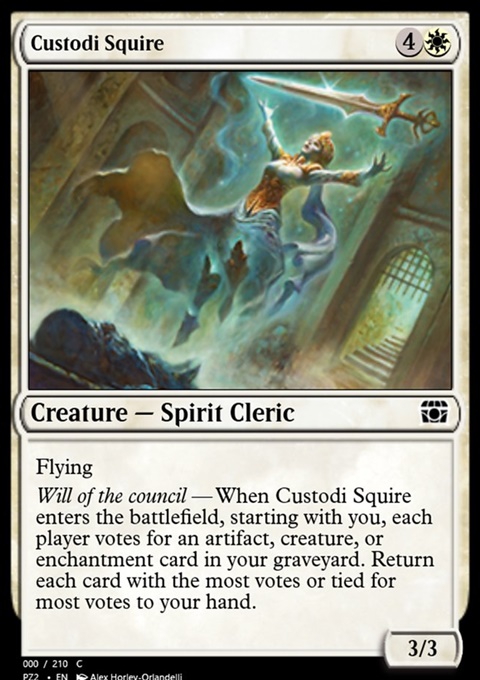 Custodi Squire
4
Creature — Spirit Cleric
Flying
Will of the council — When Custodi Squire
enters the battlefield, starting with you, each
player votes for an artifact, creature, or
enchantment card in your graveyard. Return
each card with the most votes or tied for
most votes to your hand.
3/3
000 / 210 C
PZ2 • EN Alex Horley-Orlandelli